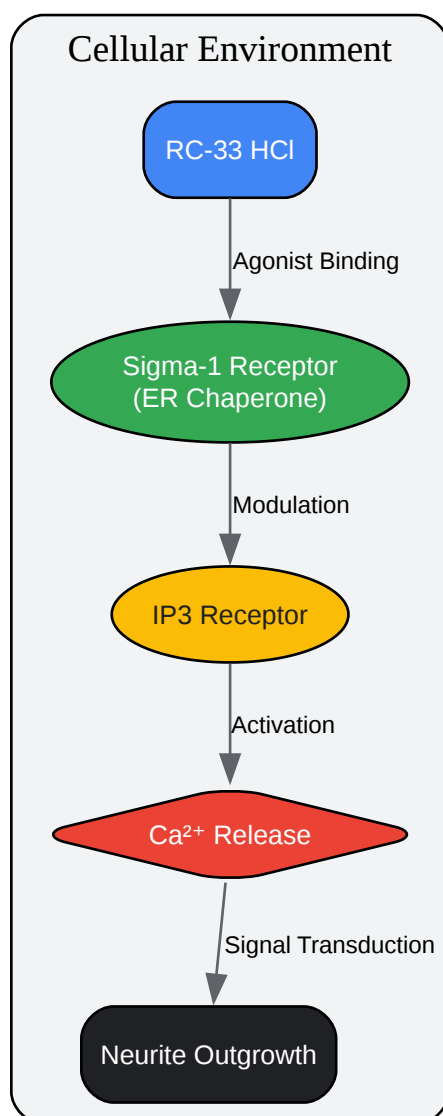 Cellular Environment
RC-33 HCl
Agonist Binding
Sigma-1 Receptor
(ER Chaperone)
Modulation
IP3 Receptor
Activation
Ca²⁺ Release
Signal Transduction
Neurite Outgrowth